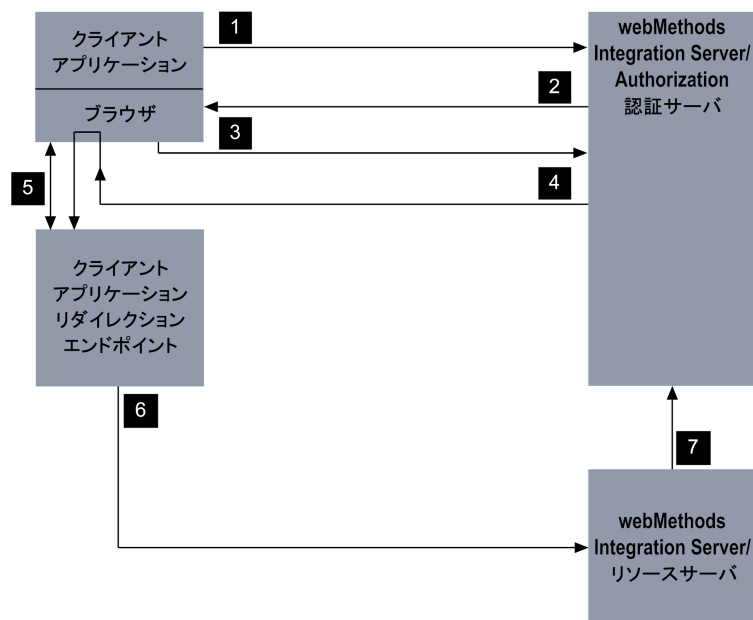 クライアント
アプリケーション
ブラウザ
1
webMethods
Integration Server/
Authorization
認証サーバ
2
3
4
5
クライアント
アプリケーション
リダイレクション
エンドポイント
6
7
webMethods
Integration Server/
リソースサーバ